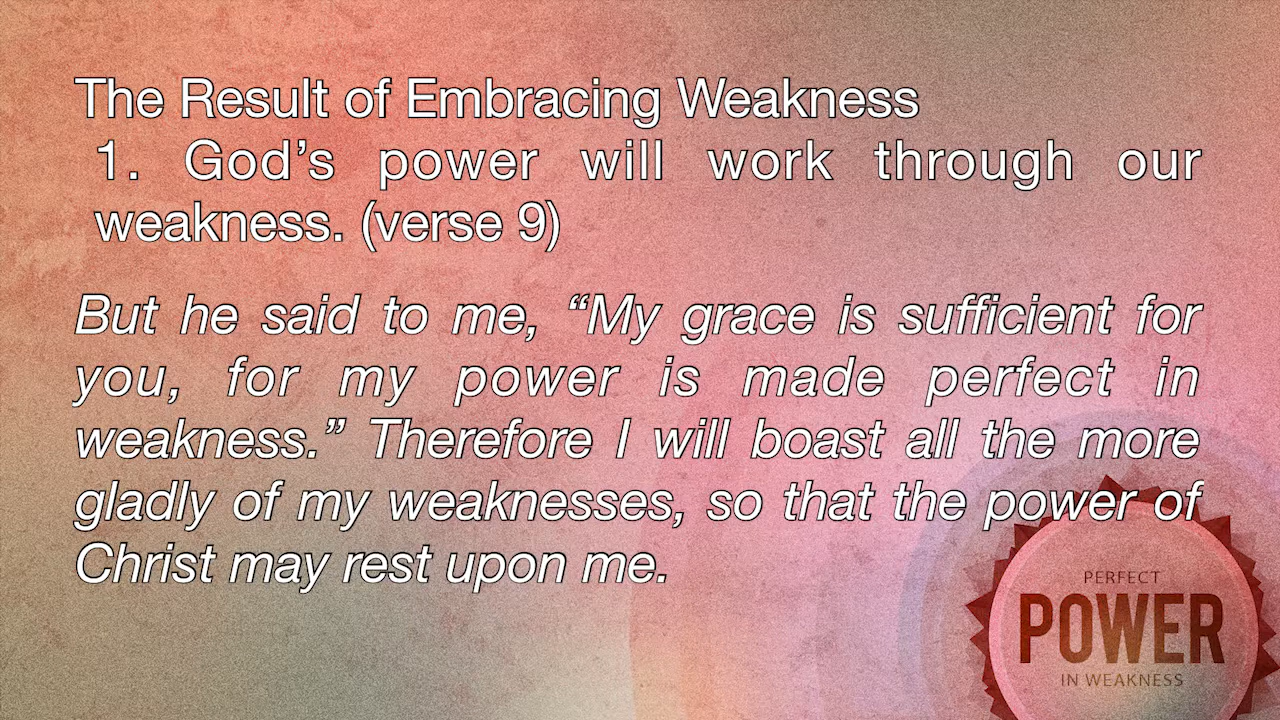 The Result of Embracing Weakness
1. God’s power will work through our
weakness. (verse 9)
But he said to me, “My grace is sufficient for
you, for my power is made perfect in
weakness.” Therefore I will boast all the more
gladly of my weaknesses, so that the power of
Christ may rest upon me.
PERFECT
POWER
IN WEAKNESS